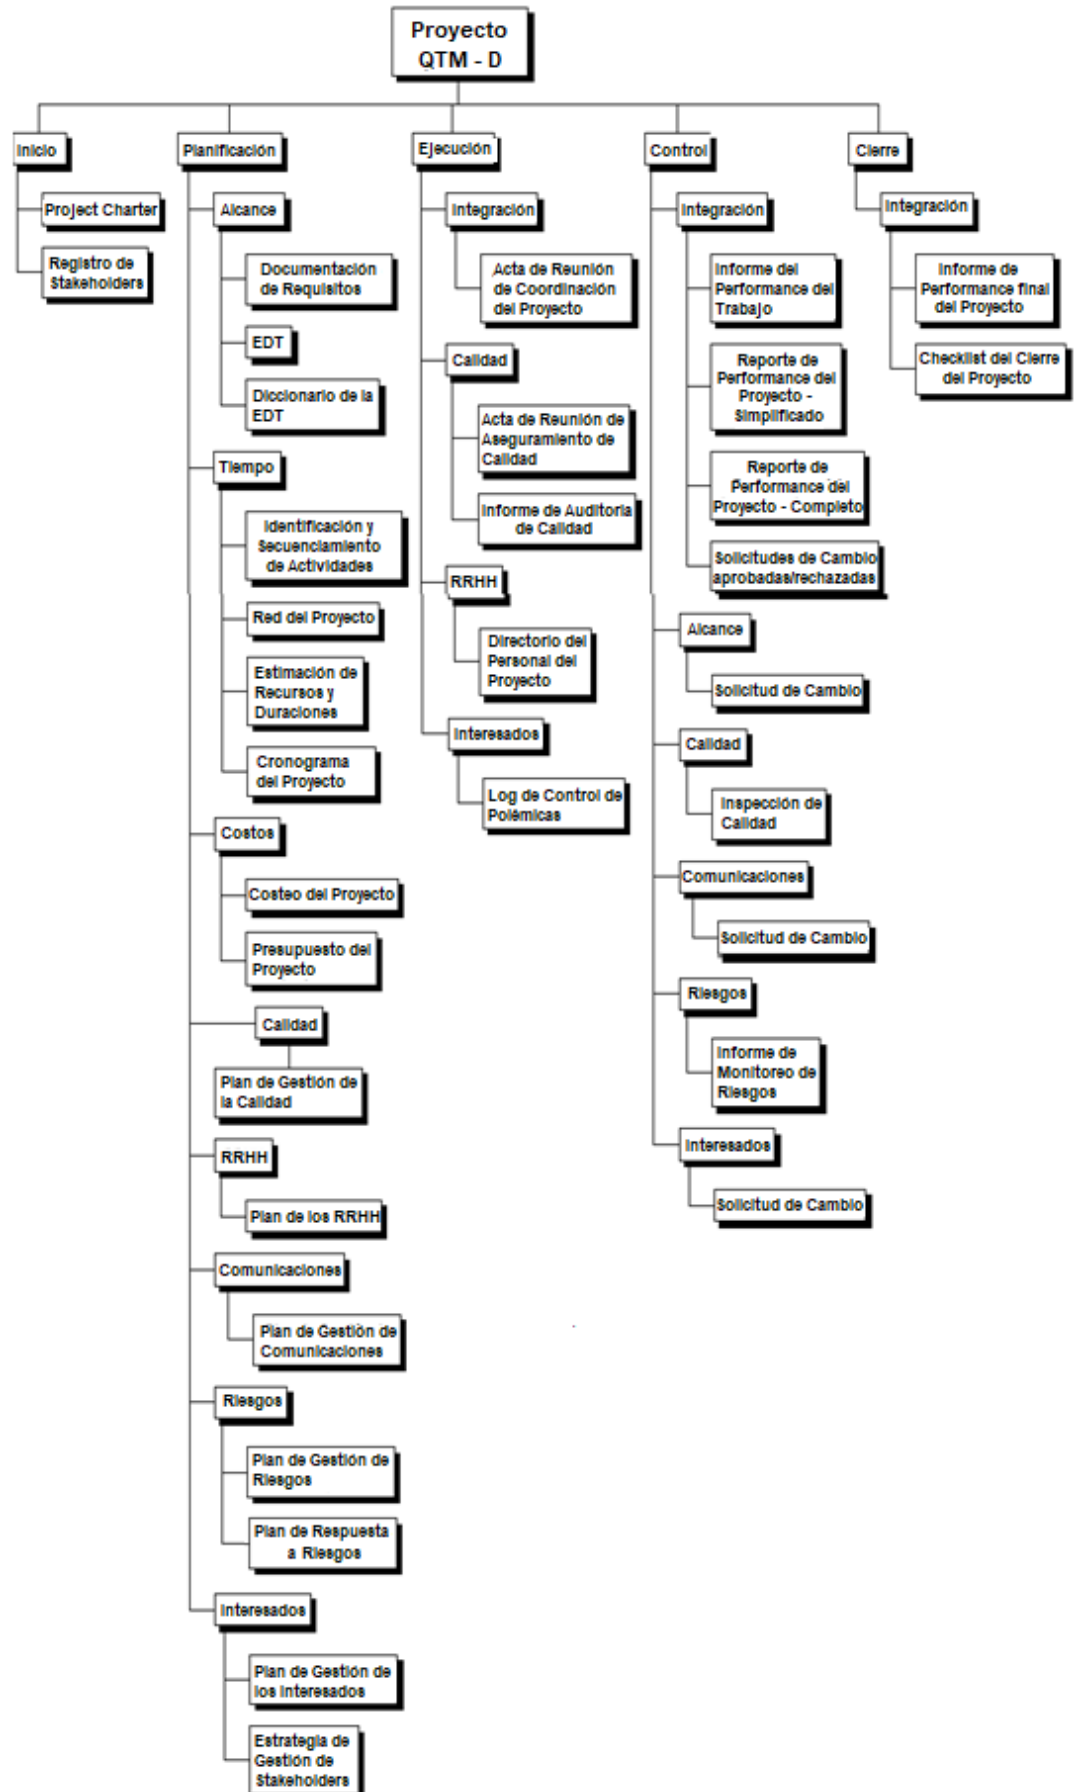 Proyecto
QTM - D
Inicio
Project Charter
Registro de
Stakeholders
Planificación
Alcance
Documentación
de Requisitos
EDT
Diccionario de la
EDT
Tiempo
Identificación y
Secuenciamiento
de Actividades
Red del Proyecto
Estimación de
Recursos y
Duraciones
Cronograma
del Proyecto
Costos
Costeo del Proyecto
Presupuesto del
Proyecto
Calidad
Plan de Gestión de
la Calidad
RRHH
Plan de los RRHH
Comunicaciones
Plan de Gestión de
Comunicaciones
Riesgos
Plan de Gestión de
Riesgos
Plan de Respuesta
a Riesgos
Interesados
Plan de Gestión de
los Interesados
Estrategia de
Gestión de
Stakeholders
Ejecución
Integración
Acta de Reunión
de Coordinación
del Proyecto
Calidad
Acta de Reunión de
Aseguramiento de
Calidad
Informe de Auditoria
de Calidad
RRHH
Directorio del
Personal del
Proyecto
Interesados
Log de Control de
Polémicas
Control
Integración
Informe del
Performance del
Trabajo
Reporte de
Performance del
Proyecto -
Simplificado
Reporte de
Performance del
Proyecto - Completo
Solicitudes de Cambio
aprobadas/rechazadas
Alcance
Solicitud de Cambio
Calidad
Inspección de
Calidad
Comunicaciones
Solicitud de Cambio
Riesgos
Informe de
Monitoreo de
Riesgos
Interesados
Solicitud de Cambio
Cierre
Integración
Informe de
Performance final
del Proyecto
Checklist del Cierre
del Proyecto